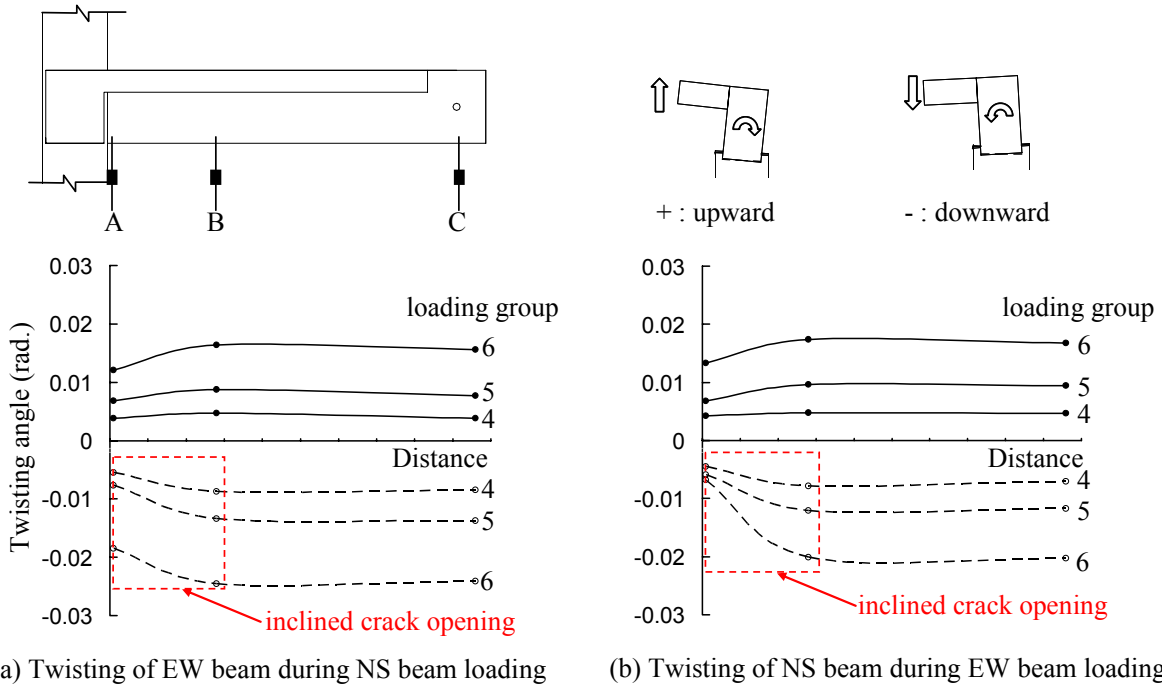 A
B
C
+ : upward
- : downward
0.03
0.02
0.01
0
-0.01
-0.02
-0.03
Twisting angle (rad.)
loading group
6
5
4
Distance
4
5
6
inclined crack opening
a) Twisting of EW beam during NS beam loading
0.03
0.02
0.01
0
-0.01
-0.02
-0.03
loading group
6
5
4
Distance
4
5
6
inclined crack opening
(b) Twisting of NS beam during EW beam loading